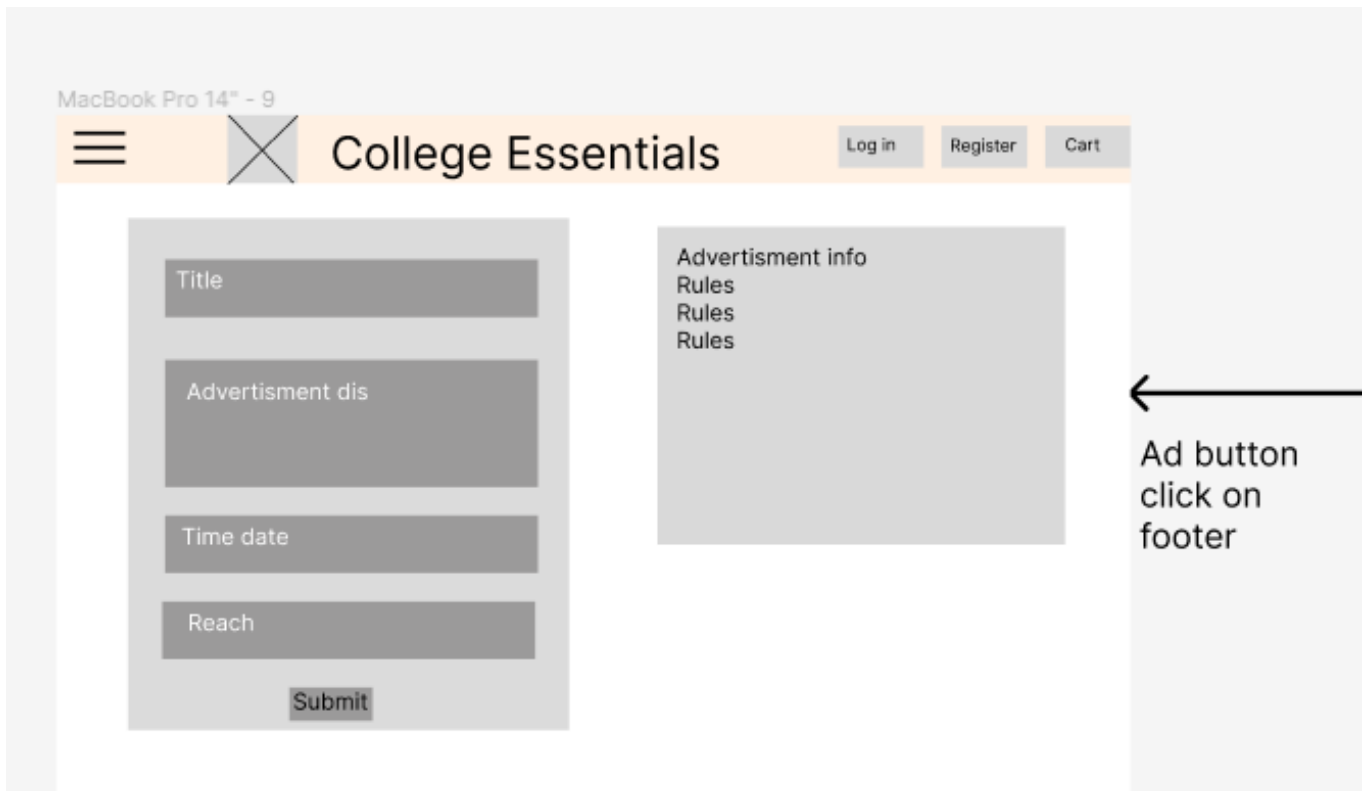 MacBook Pro 14" - 9
College Essentials
Log in
Register
Cart
Title
Advertisment dis
Time date
Reach
Submit
Advertisment info
Rules
Rules
Rules
Ad button
click on
footer